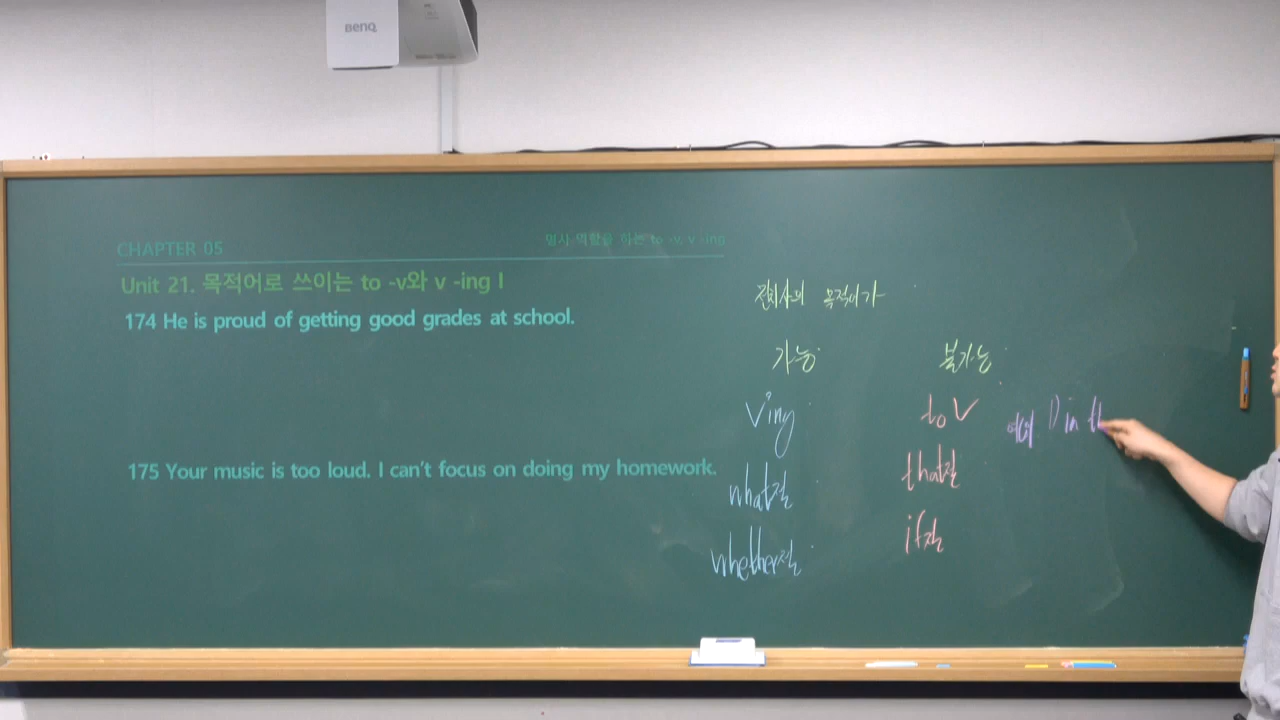 BenQ
CHAPTER 05
명사 역할을 하는 to -v, v -ing
Unit 21. 목적어로 쓰이는 to -v와 v -ing I
174 He is proud of getting good grades at school.
175 Your music is too loud. I can't focus on doing my homework.
전치사의 목적어가
가능
불가능
Ving
to V
예외 1) in th
what절
that절
whether절
if절